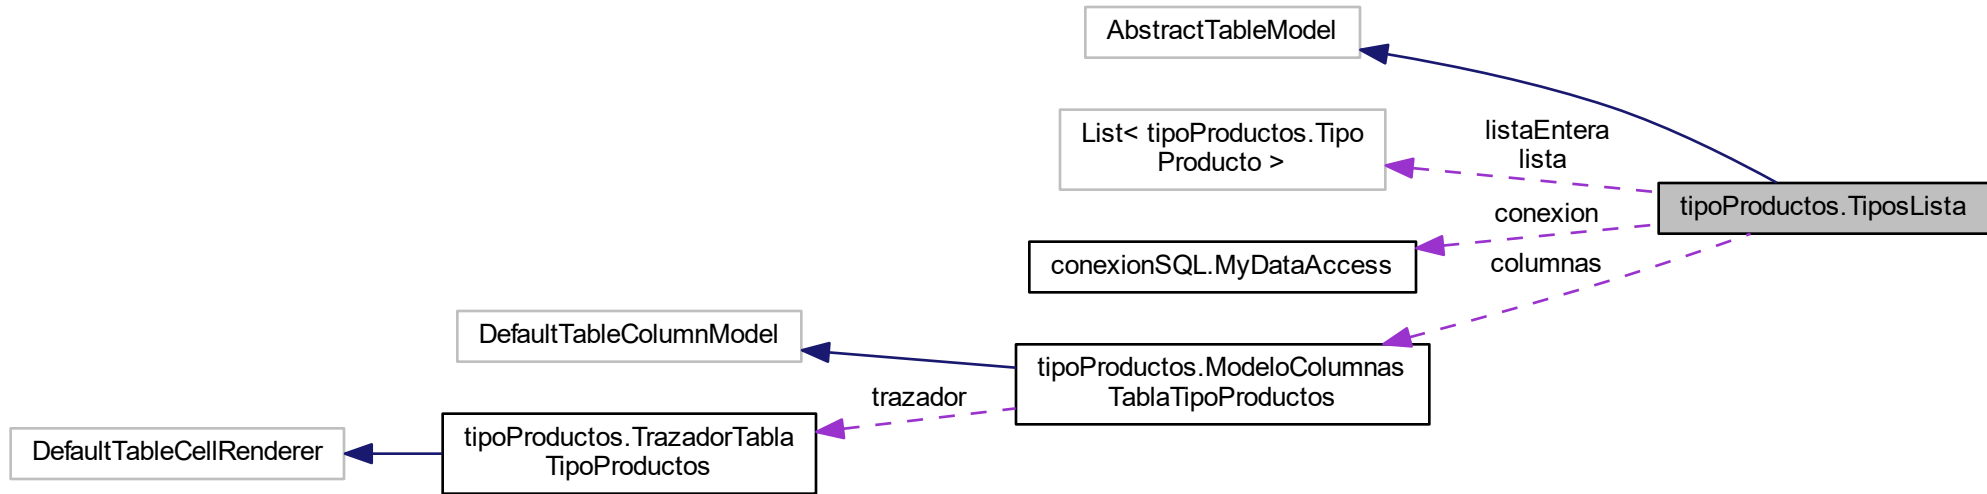 AbstractTableModel
List< tipoProductos.Tipo
Producto >
listaEntera
lista
tipoProductos.TiposLista
conexion
conexionSQL.MyDataAccess
columnas
DefaultTableColumnModel
tipoProductos.ModeloColumnas
TablaTipoProductos
trazador
DefaultTableCellRenderer
tipoProductos.TrazadorTabla
TipoProductos